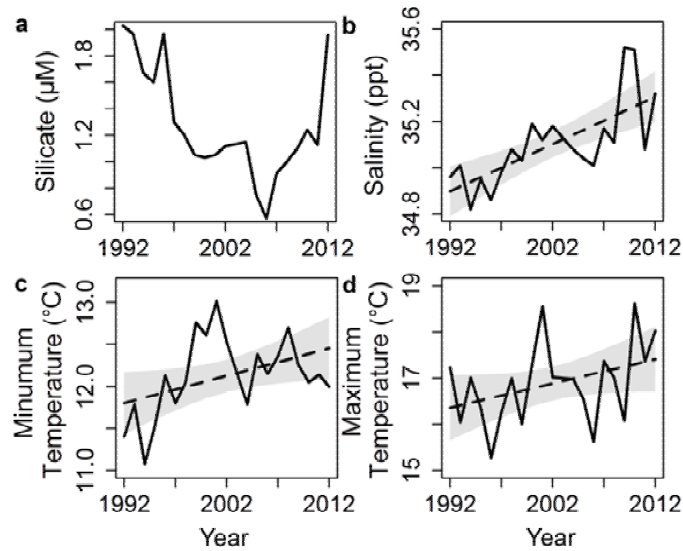 a
Silicate (µM)
0.6 1.2 1.8
1992 2002 2012
b
Salinity (ppt)
34.8 35.2 35.6
1992 2002 2012
c
Minumum
Temperature (°C)
11.0 12.0 13.0
1992 2002 2012
Year
d
Maximum
Temperature (°C)
15 17 19
1992 2002 2012
Year